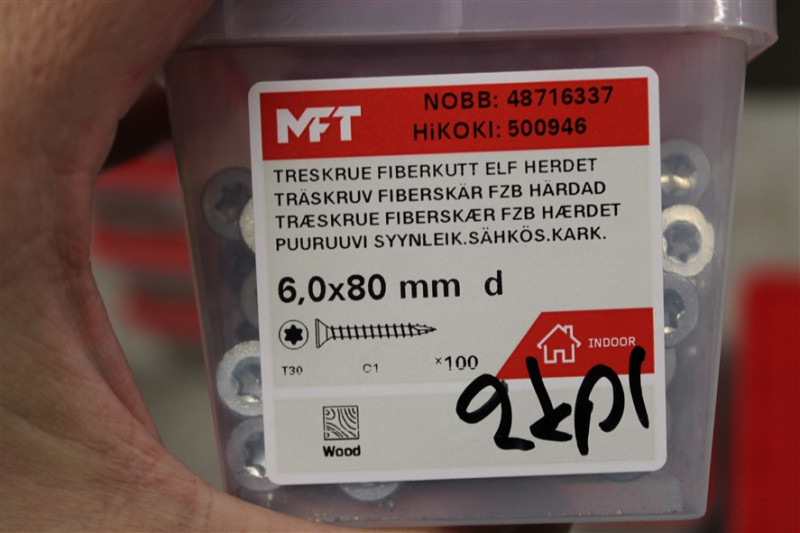 MFT
NOBB: 48716337
HiKOKI: 500946
TRESKRUE FIBERKUTT ELF HERDET
TRÄSKRUV FIBERSKÄR FZB HÄRDAD
TRÆSKRUE FIBERSKÆR FZB HÆRDET
PUURUUVI SYYNLEIK.SÄHKÖS.KARK.
6,0x80 mm d
INDOOR
T30 C1 x100
Wood